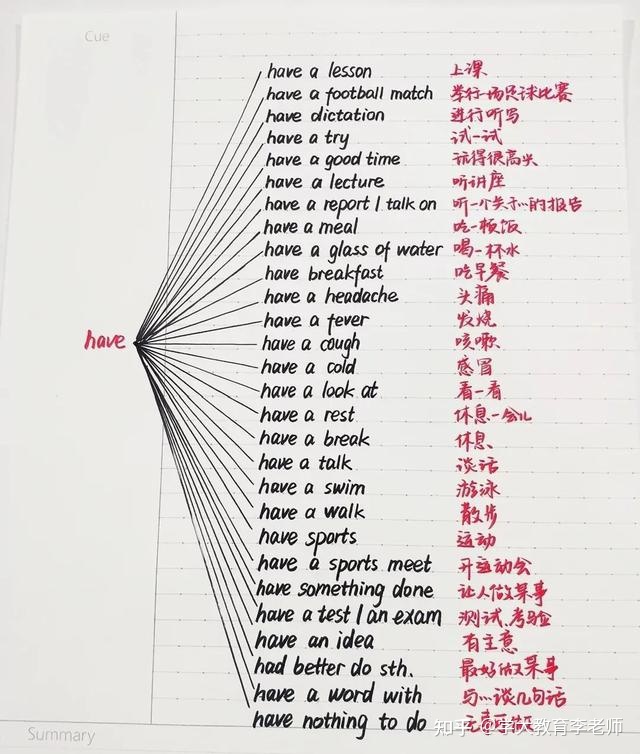 Cue
have a lesson 上课
have a football match 举行一场足球比赛
have dictation 进行听写
have a try 试一试
have a good time 玩得很高兴
have a lecture 听讲座
have a report / talk on 听一个关于…的报告
have a meal 吃一顿饭
have a glass of water 喝一杯水
have breakfast 吃早餐
have a headache 头痛
have a fever 发烧
have
have a cough 咳嗽
have a cold 感冒
have a look at 看一看
have a rest 休息一会儿
have a break 休息、
have a talk 谈话
have a swim 游泳
have a walk 散步
have sports 运动
have a sports meet 开运动会
have something done 让人做某事
have a test / an exam 测试、考验
have an idea 有主意
had better do sth. 最好做某事
have a word with 与…谈几句话
have nothing to do
知乎 @李老师
Summary